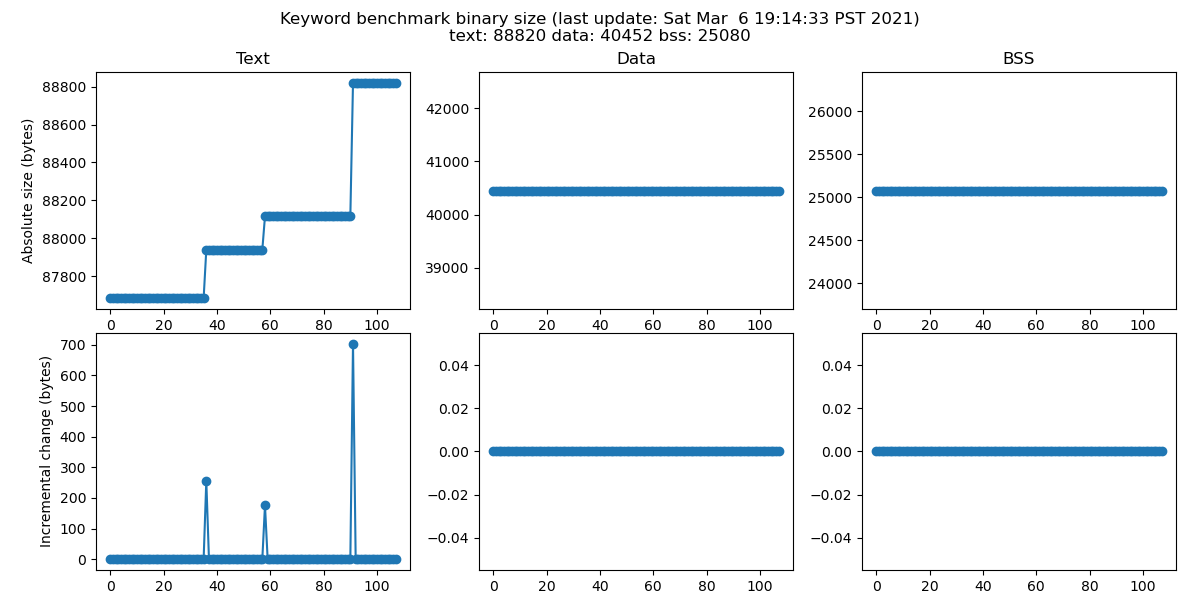 Keyword benchmark binary size (last update: Sat Mar  6 19:14:33 PST 2021)
text: 88820 data: 40452 bss: 25080
Text
Data
BSS
Absolute size (bytes)
88800
88600
88400
88200
88000
87800
0 20 40 60 80 100
42000
41000
40000
39000
0 20 40 60 80 100
26000
25500
25000
24500
24000
0 20 40 60 80 100
Incremental change (bytes)
700
600
500
400
300
200
100
0
0 20 40 60 80 100
0.04
0.02
0.00
−0.02
−0.04
0 20 40 60 80 100
0.04
0.02
0.00
−0.02
−0.04
0 20 40 60 80 100